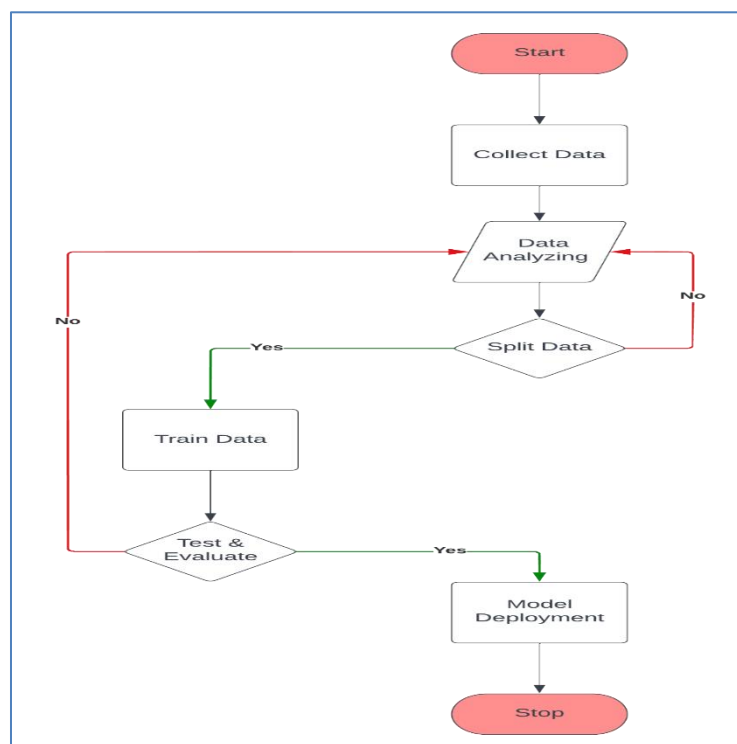 Start
Collect Data
Data
Analyzing
No
No
Split Data
Yes
Train Data
Test &
Evaluate
Yes
Model
Deployment
Stop